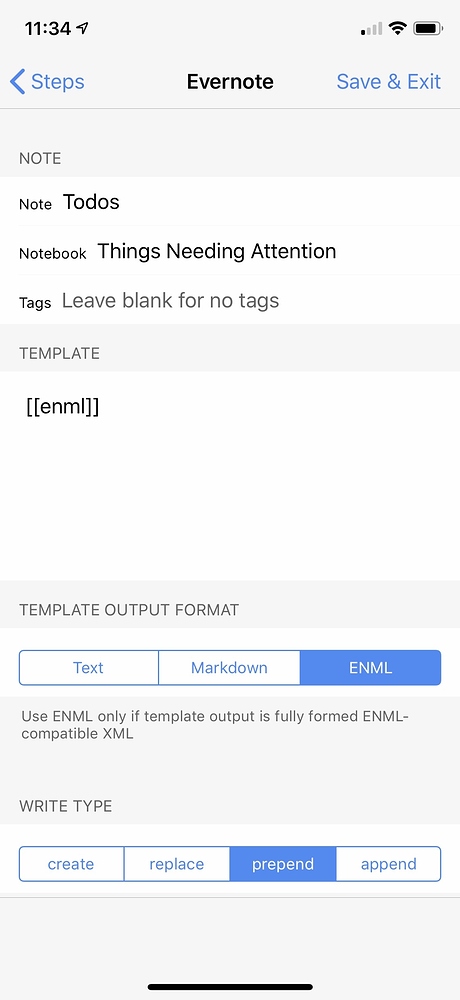 11:34
Steps
Evernote
Save & Exit
NOTE
Note Todos
Notebook Things Needing Attention
Tags Leave blank for no tags
TEMPLATE
[[enml]]
TEMPLATE OUTPUT FORMAT
Text Markdown ENML
Use ENML only if template output is fully formed ENML-
compatible XML
WRITE TYPE
create replace prepend append